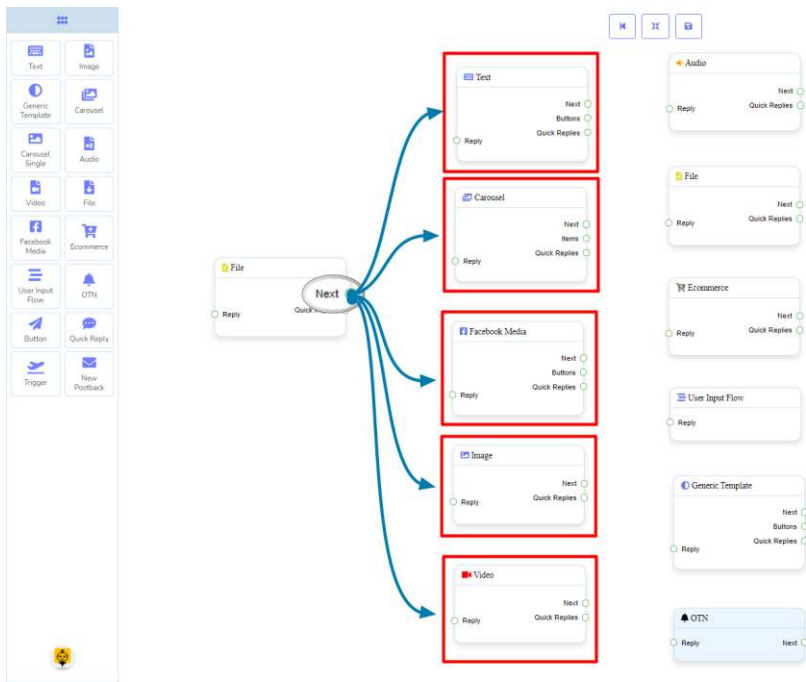 Text
Image
Generic
Template
Carousel
Carousel
Single
Audio
Video
File
Facebook
Media
Ecommerce
User Input
Flow
OTN
Button
Quick Reply
Trigger
New
Postback
File
Next
Reply
Text
Next
Buttons
Quick Replies
Reply
Carousel
Next
Items
Quick Replies
Reply
Facebook Media
Next
Buttons
Quick Replies
Reply
Image
Next
Quick Replies
Reply
Video
Next
Quick Replies
Reply
Audio
Next
Quick Replies
Reply
File
Next
Quick Replies
Reply
Ecommerce
Next
Quick Replies
Reply
User Input Flow
Reply
Generic Template
Next
Buttons
Quick Replies
Reply
OTN
Reply Next